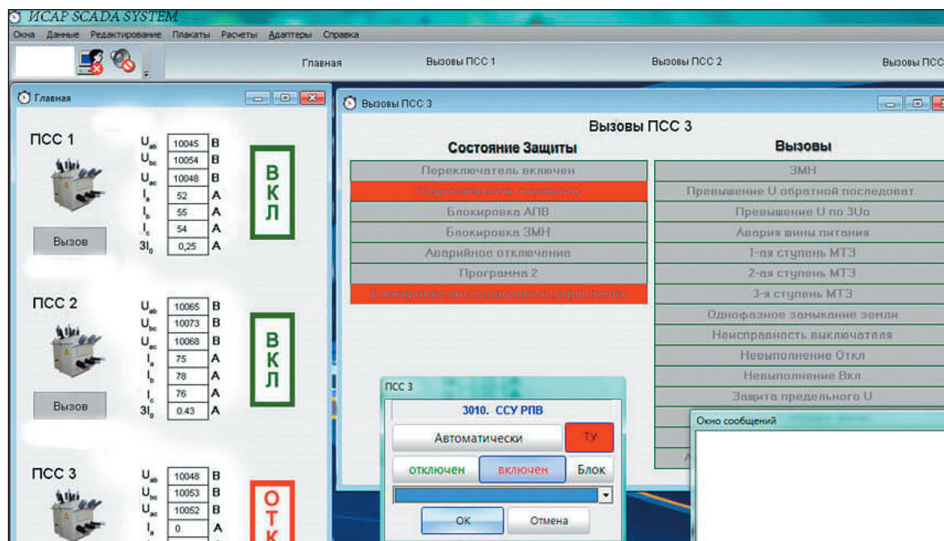 ИСАР SCADA SYSTEM
Окна Данные Редактирование Плакаты Расчеты Адаптеры Справка
Главная Вызовы ПСС 1 Вызовы ПСС 2 Вызовы ПСС
Главная
ПСС 1
Uab 10045 В
Ubc 10054 В
Uac 10048 В
Ia 52 А
Ib 55 А
Ic 54 А
3I0 0,25 А
ВКЛ
Вызов
ПСС 2
Uab 10065 В
Ubc 10073 В
Uac 10068 В
Ia 75 А
Ib 78 А
Ic 76 А
3I0 0.43 А
ВКЛ
Вызов
ПСС 3
Uab 10048 В
Ubc 10053 В
Uac 10052 В
Ia 0 А
ОТК
Вызовы ПСС 3
Вызовы ПСС 3
Состояние Защиты
Переключатель включен
Блокировка АПВ
Блокировка ЗМН
Аварийное отключение
Программа 2
Блокировка дистанционного управления
Вызовы
ЗМН
Превышение U обратной последоват.
Превышение U по 3Uo
Авария шины питания
1-ая ступень МТЗ
2-ая ступень МТЗ
3-я ступень МТЗ
Однофазное замыкание земли
Неисправность выключателя
Невыполнение Откл
Невыполнение Вкл
Защита предельного U
ПСС 3
3010. ССУ РПВ
Автоматически ТУ
отключен включен Блок
ОК Отмена
Окно сообщений